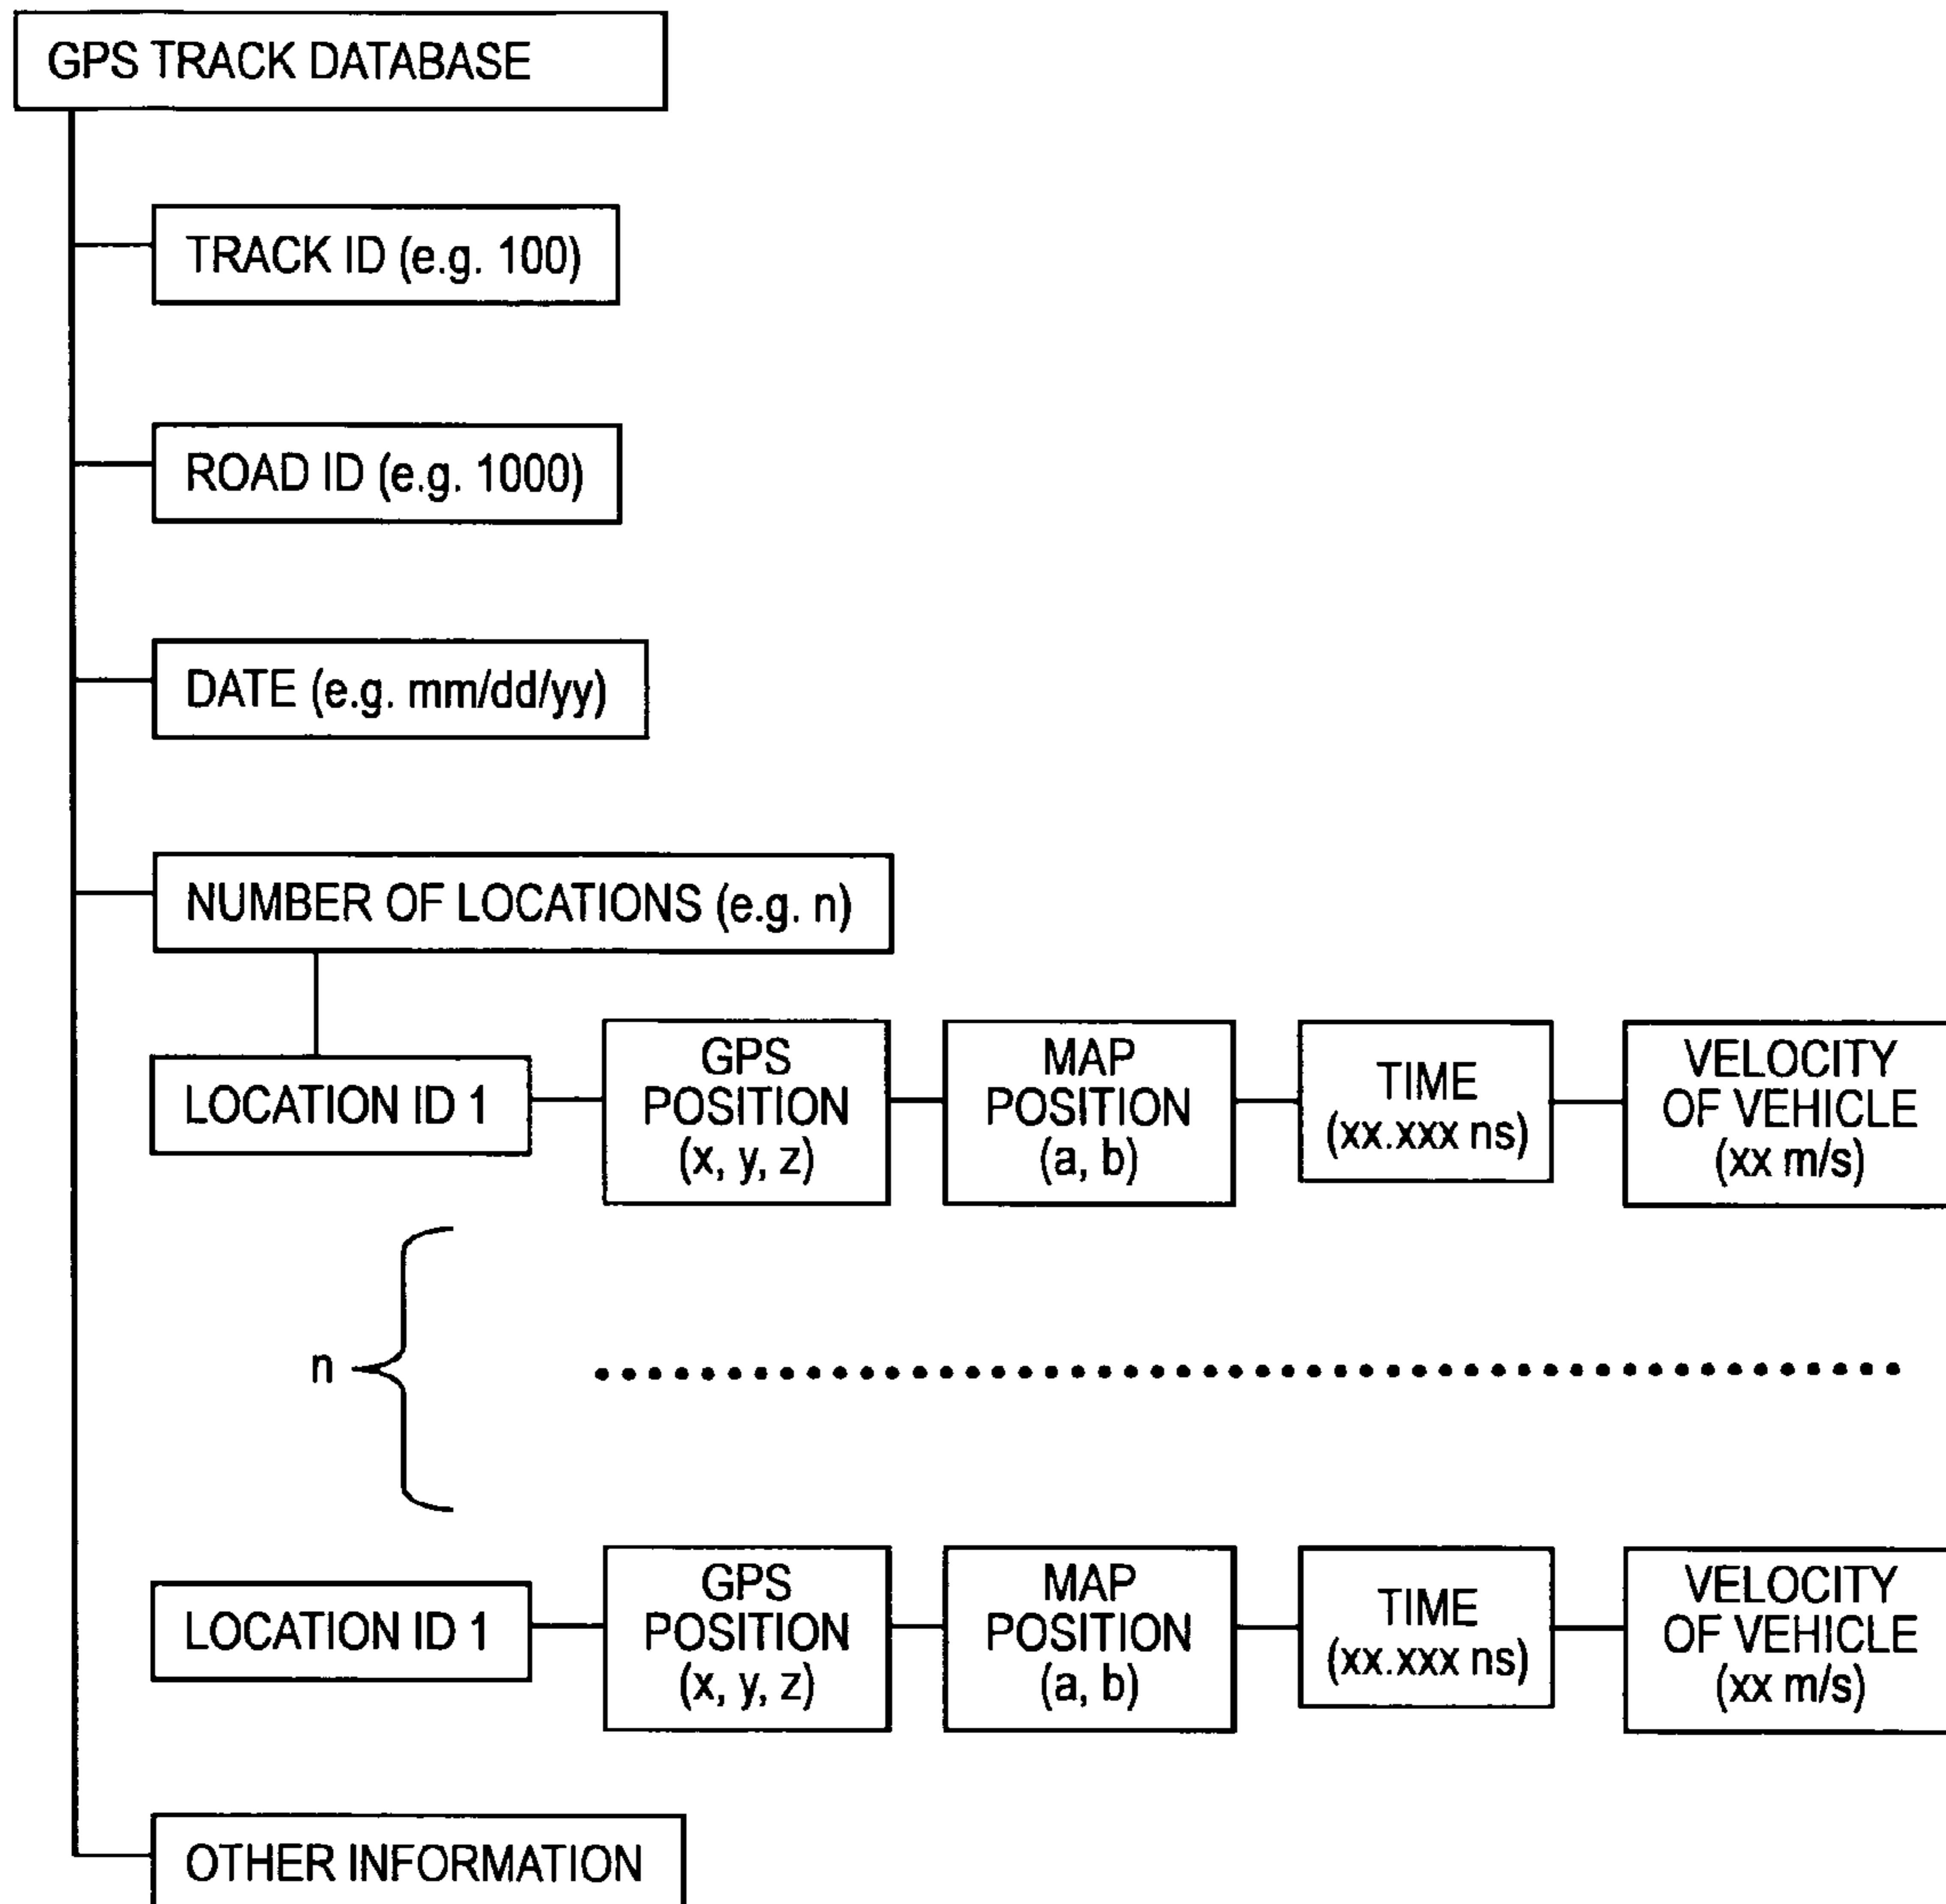 GPS TRACK DATABASE
TRACK ID (e.g. 100)
ROAD ID (e.g. 1000)
DATE (e.g. mm/dd/yy)
NUMBER OF LOCATIONS (e.g. n)
LOCATION ID 1
GPS
POSITION
(x, y, z)
MAP
POSITION
(a, b)
TIME
(xx.xxx ns)
VELOCITY
OF VEHICLE
(xx m/s)
n
LOCATION ID 1
GPS
POSITION
(x, y, z)
MAP
POSITION
(a, b)
TIME
(xx.xxx ns)
VELOCITY
OF VEHICLE
(xx m/s)
OTHER INFORMATION